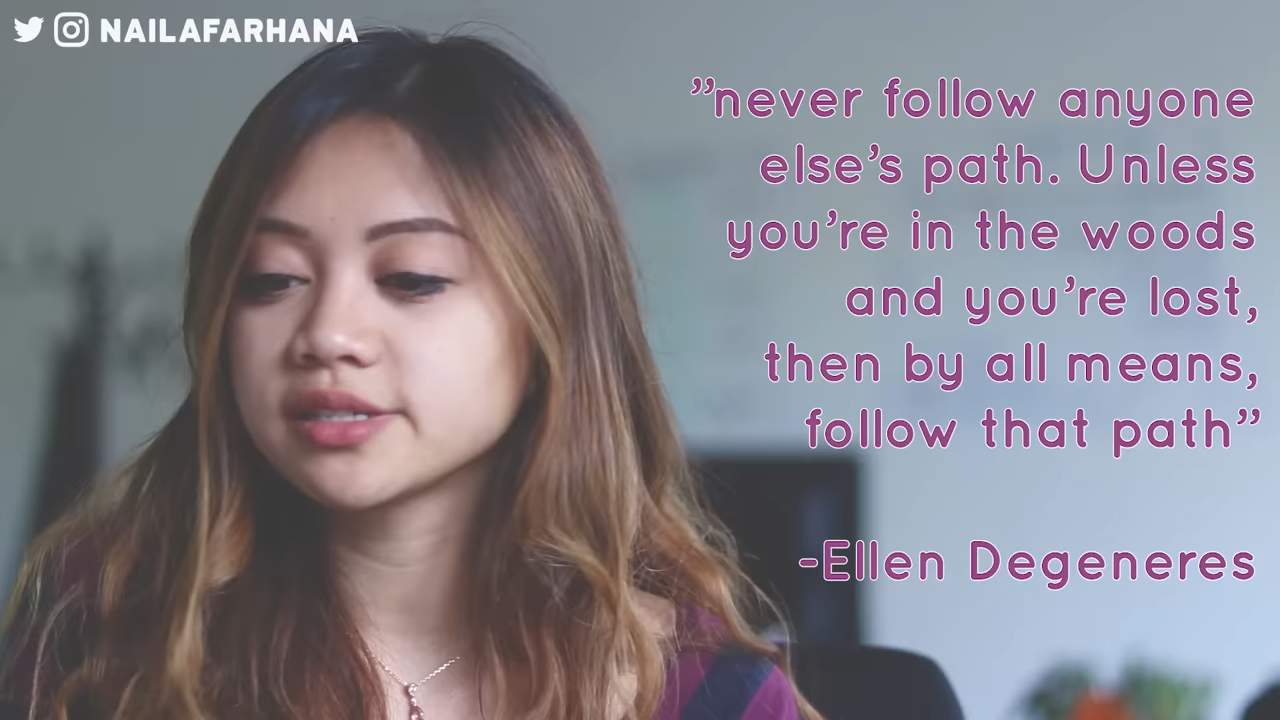 NAILAFARHANA
”never follow anyone
else’s path. Unless
you’re in the woods
and you’re lost,
then by all means,
follow that path”
-Ellen Degeneres